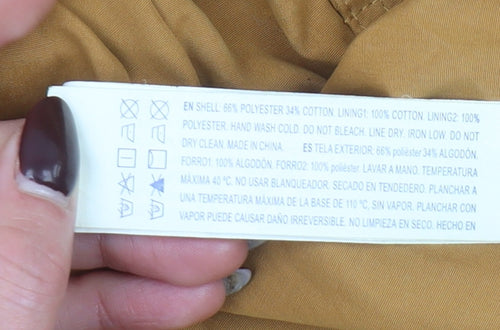 EN SHELL: 66% POLYESTER 34% COTTON. LINING1: 100% COTTON. LINING2: 100%
POLYESTER. HAND WASH COLD. DO NOT BLEACH. LINE DRY. IRON LOW. DO NOT
DRY CLEAN. MADE IN CHINA. ES TELA EXTERIOR: 66% poliéster 34% ALGODÓN.
FORRO1: 100% ALGODÓN. FORRO2: 100% poliéster. LAVAR A MANO. TEMPERATURA
MÁXIMA 40 ºC. NO USAR BLANQUEADOR. SECADO EN TENDEDERO. PLANCHAR A
UNA TEMPERATURA MÁXIMA DE LA BASE DE 110 ºC, SIN VAPOR. PLANCHAR CON
VAPOR PUEDE CAUSAR DAÑO IRREVERSIBLE. NO LIMPIEZA EN SECO. HECHO EN